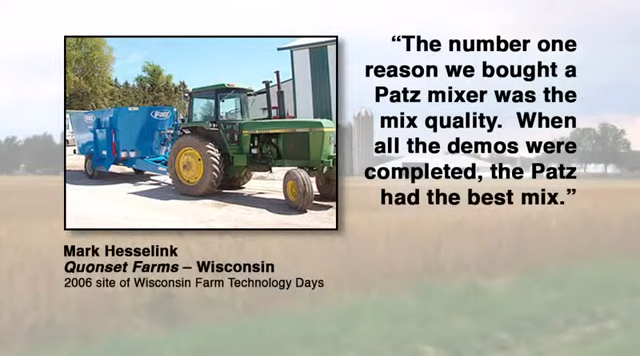 “The number one
reason we bought a
Patz mixer was the
mix quality.  When
all the demos were
completed, the Patz
had the best mix.”
Patz
Mark Hesselink
Quonset Farms – Wisconsin
2006 site of Wisconsin Farm Technology Days